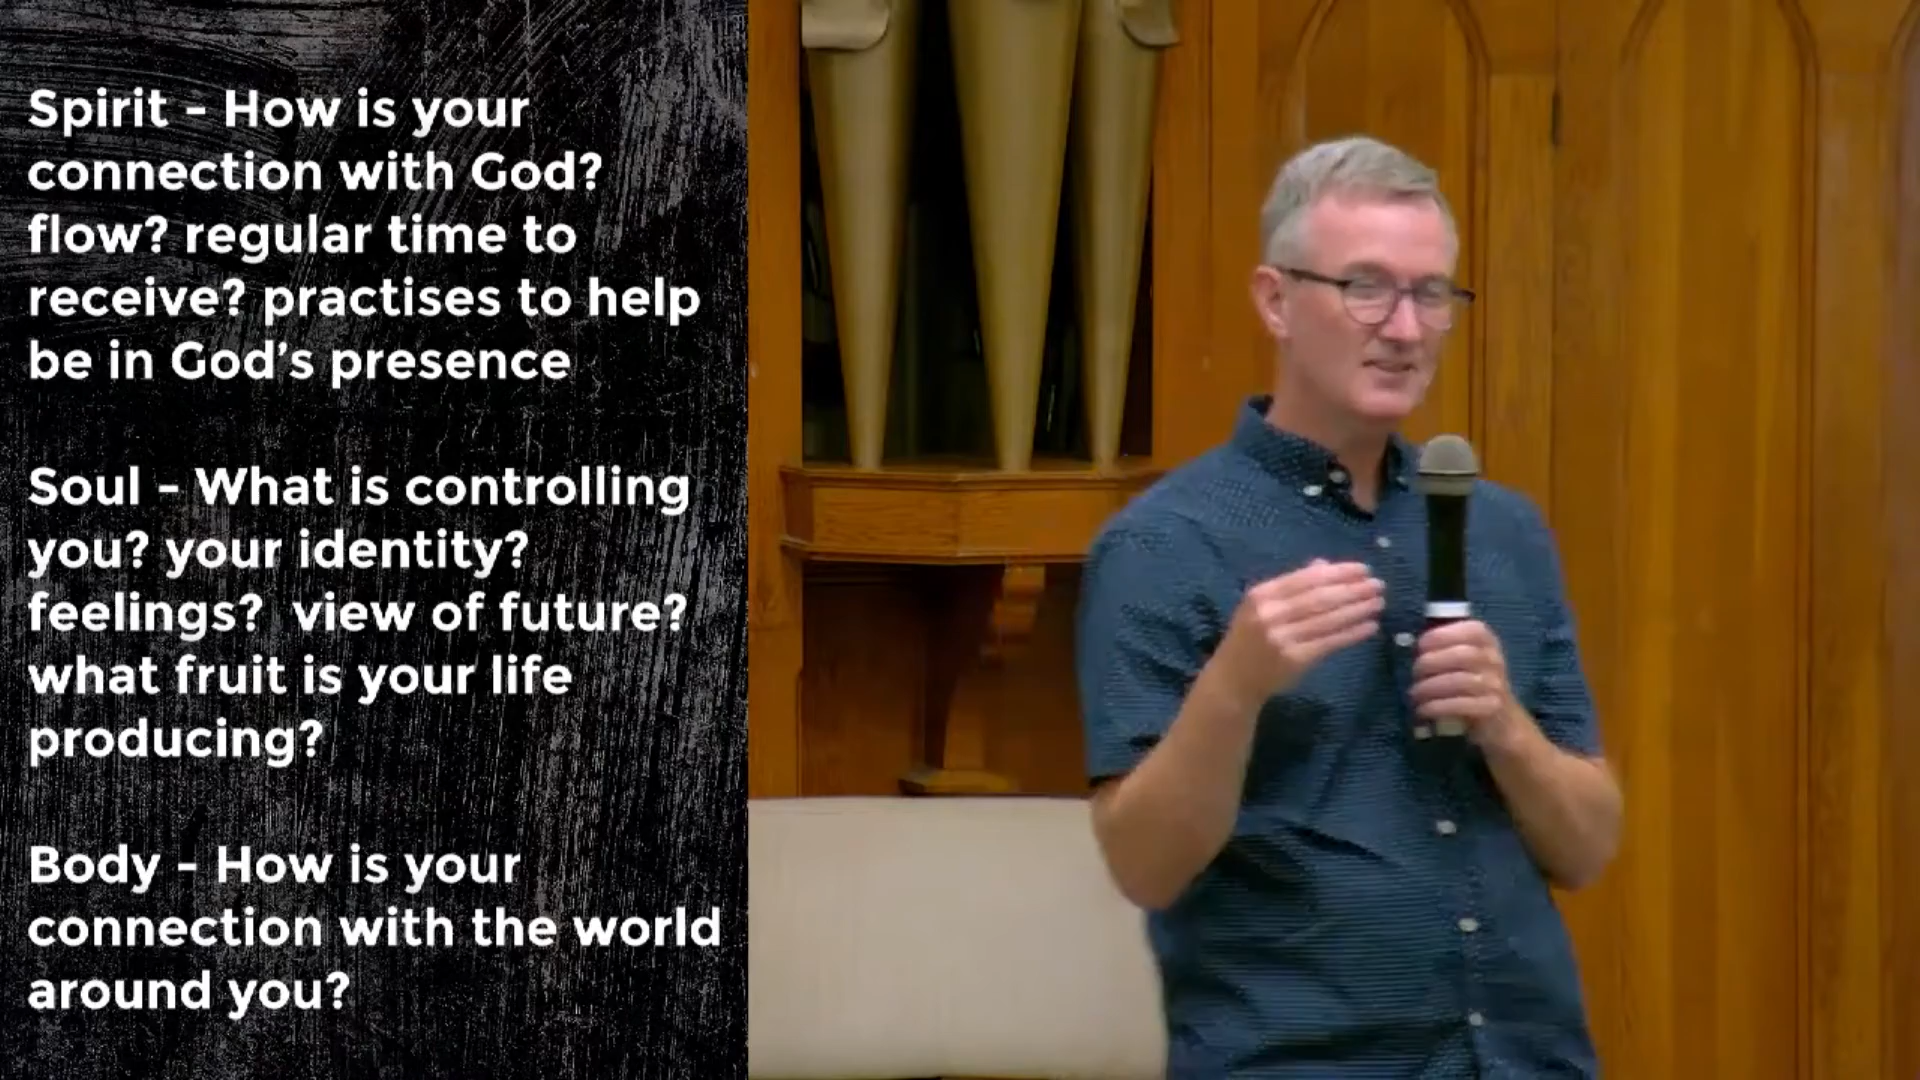 Spirit - How is your
connection with God?
flow? regular time to
receive? practises to help
be in God's presence
Soul - What is controlling
you? your identity?
feelings?  view of future?
what fruit is your life
producing?
Body - How is your
connection with the world
around you?